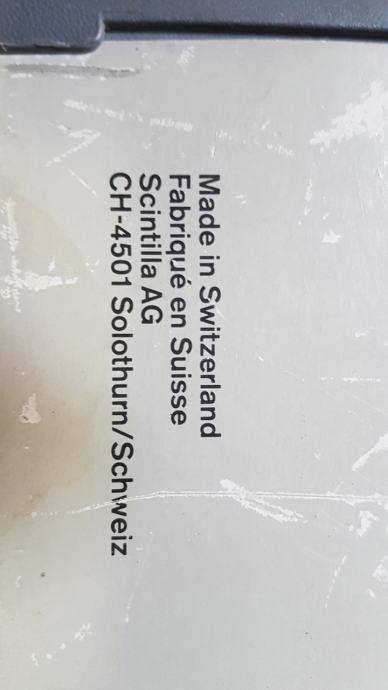 Made in Switzerland
Fabriqué en Suisse
Scintilla AG
CH-4501 Solothurn/Schweiz